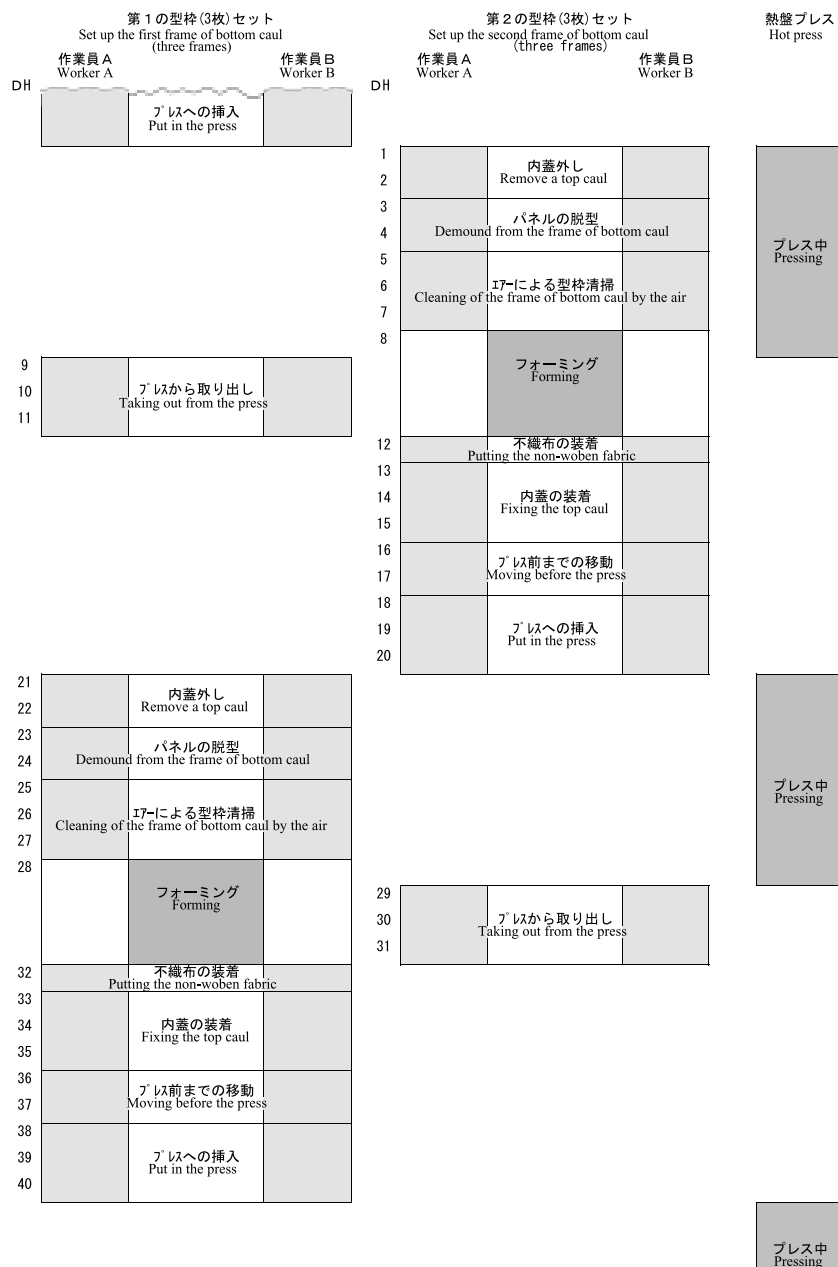 第１の型枠(3枚)セット
Set up the first frame of bottom caul
(three frames)
作業員Ａ
Worker A
作業員Ｂ
Worker B
第２の型枠(3枚)セット
Set up the second frame of bottom caul
(three frames)
作業員Ａ
Worker A
作業員Ｂ
Worker B
熱盤プレス
Hot press
DH
DH
ﾌﾟﾚｽへの挿入
Put in the press
1
2
3
4
5
6
7
8
内蓋外し
Remove a top caul
パネルの脱型
Demound from the frame of bottom caul
ｴｱｰによる型枠清掃
Cleaning of the frame of bottom caul by the air
フォーミング
Forming
プレス中
Pressing
9
10
11
ﾌﾟﾚｽから取り出し
Taking out from the press
12
13
14
15
16
17
18
19
20
不織布の装着
Putting the non-woben fabric
内蓋の装着
Fixing the top caul
ﾌﾟﾚｽ前までの移動
Moving before the press
ﾌﾟﾚｽへの挿入
Put in the press
21
22
23
24
25
26
27
28
内蓋外し
Remove a top caul
パネルの脱型
Demound from the frame of bottom caul
ｴｱｰによる型枠清掃
Cleaning of the frame of bottom caul by the air
フォーミング
Forming
プレス中
Pressing
29
30
31
ﾌﾟﾚｽから取り出し
Taking out from the press
32
33
34
35
36
37
38
39
40
不織布の装着
Putting the non-woben fabric
内蓋の装着
Fixing the top caul
ﾌﾟﾚｽ前までの移動
Moving before the press
ﾌﾟﾚｽへの挿入
Put in the press
プレス中
Pressing